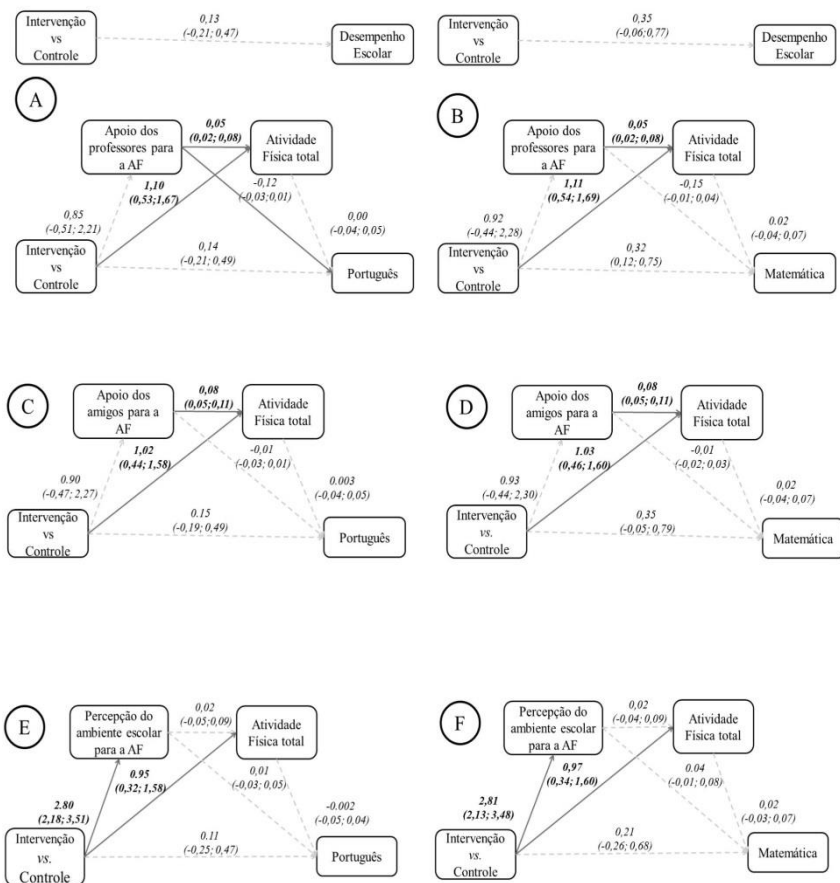 Intervenção
vs
Controle
0,13
(-0,21; 0,47)
Desempenho
Escolar
Intervenção
vs
Controle
0,35
(-0,06; 0,77)
Desempenho
Escolar
A
Apoio dos
professores para
a AF
0,05
(0,02; 0,08)
Atividade
Física total
1,10
(0,53;1,67)
-0,12
(-0,03;0,01)
0,85
(-0,51; 2,21)
0,00
(-0,04; 0,05)
Intervenção
vs
Controle
0,14
(-0,21; 0,49)
Português
B
Apoio dos
professores para
a AF
0,05
(0,02; 0,08)
Atividade
Física total
1,11
(0,54; 1,69)
-0,15
(-0,01; 0,04)
0.92
(-0,44; 2,28)
0.02
(-0,04; 0,07)
Intervenção
vs
Controle
0,32
(0,12; 0,75)
Matemática
C
Apoio dos
amigos para a
AF
0,08
(0,05;0,11)
Atividade
Física total
1,02
(0,44; 1,58)
-0,01
(-0,03; 0,01)
0.90
(-0,47; 2,27)
0.003
(-0,04; 0,05)
Intervenção
vs
Controle
0.15
(-0,19; 0,49)
Português
D
Apoio dos
amigos para a
AF
0,08
(0,05; 0,11)
Atividade
Física total
1.03
(0,46; 1,60)
-0,01
(-0,02; 0,03)
0.93
(-0,44; 2,30)
0,02
(-0,04; 0,07)
Intervenção
vs.
Controle
0,35
(-0,05; 0,79)
Matemática
E
Percepção do
ambiente escolar
para a AF
0,02
(-0,05;0,09)
Atividade
Física total
0.95
(0,32; 1,58)
0,01
(-0,03; 0,05)
2.80
(2,18; 3,51)
-0.002
(-0,05; 0,04)
Intervenção
vs.
Controle
0.11
(-0,25; 0,47)
Português
F
Percepção do
ambiente escolar
para a AF
0,02
(-0,04; 0,09)
Atividade
Física total
0,97
(0,34; 1,60)
0.04
(-0,01; 0,08)
2,81
(2,13; 3,48)
0,02
(-0,03; 0,07)
Intervenção
vs.
Controle
0,21
(-0,26; 0,68)
Matemática